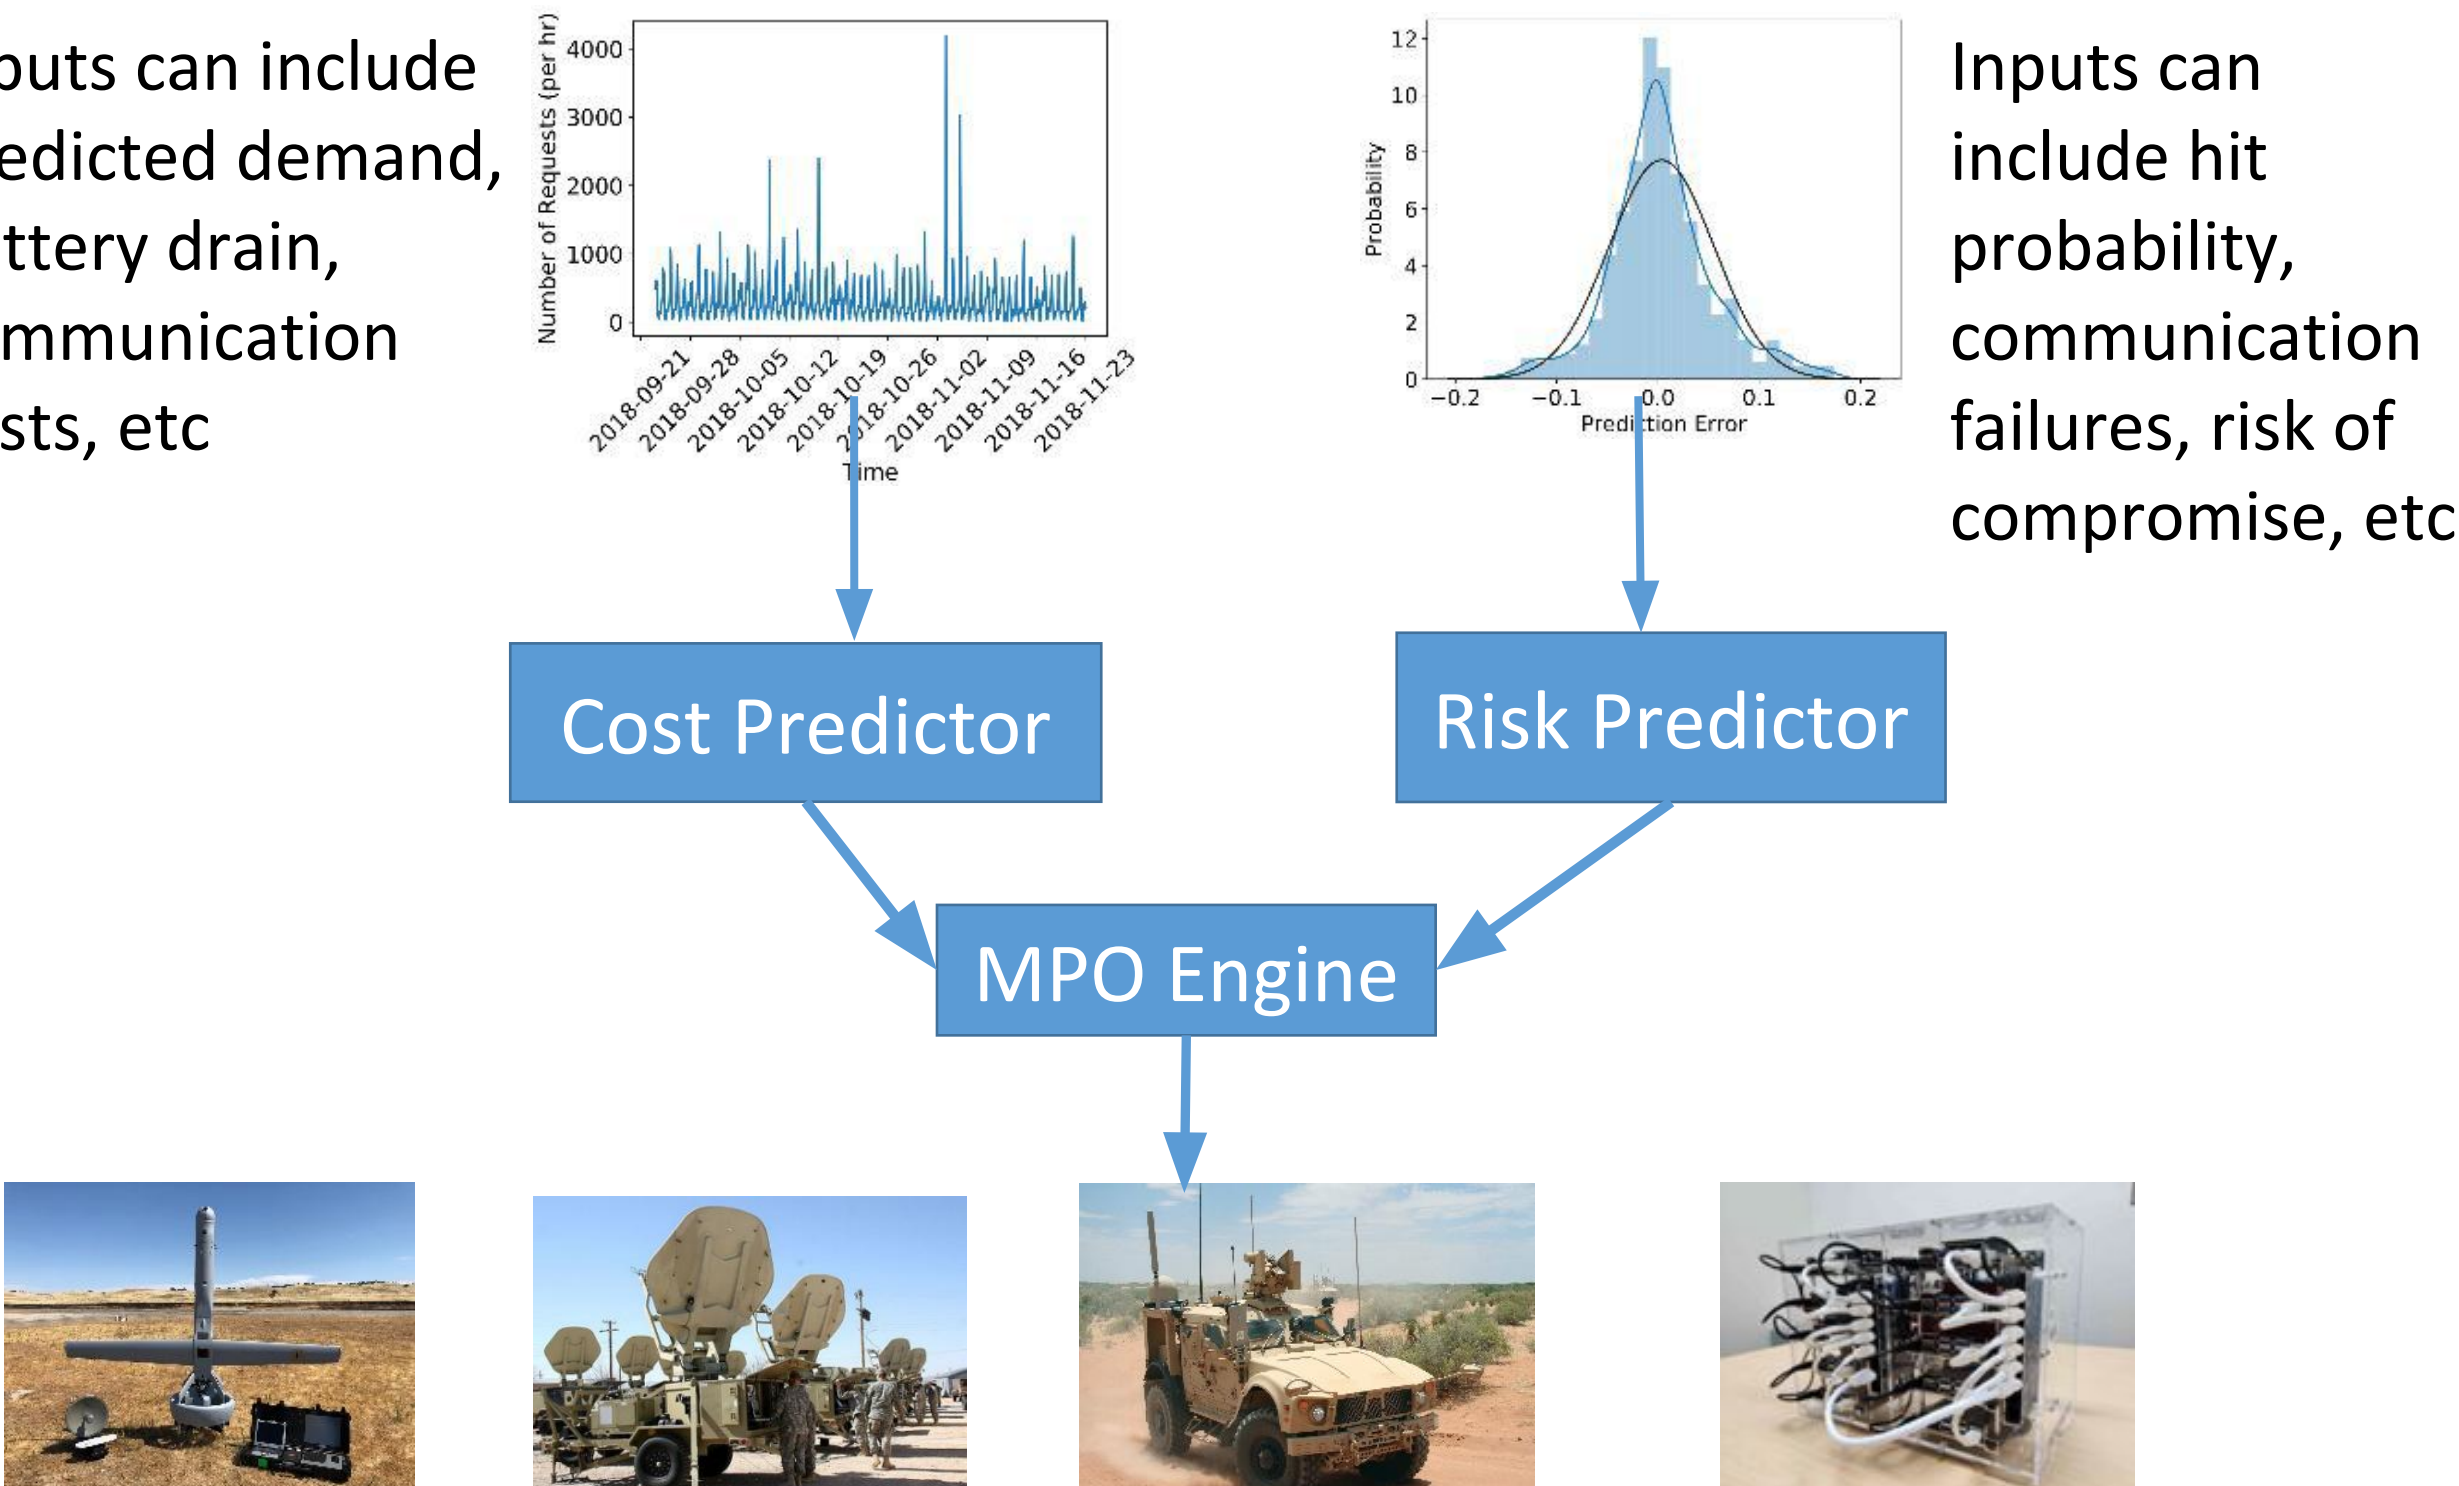 puts can include
edicted demand,
ttery drain,
mmunication
sts, etc
Number of Requests (per hr)
4000
3000
2000
1000
0
2018-09-21
2018-09-28
2018-10-05
2018-10-12
2018-10-19
2018-10-26
2018-11-02
2018-11-09
2018-11-16
2018-11-23
Time
Probability
12
10
8
6
4
2
0
−0.2 −0.1 0.0 0.1 0.2
Prediction Error
Inputs can
include hit
probability,
communication
failures, risk of
compromise, etc
Cost Predictor
Risk Predictor
MPO Engine